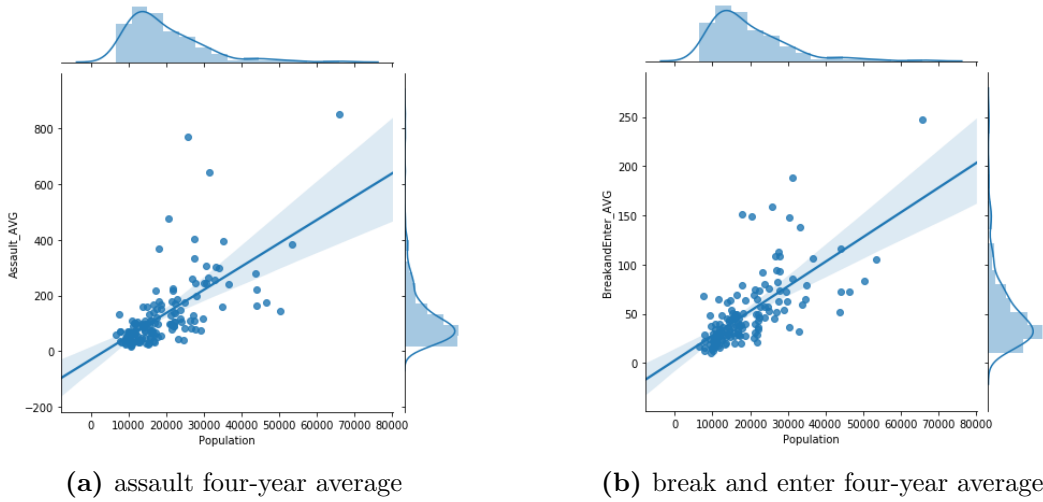 800
600
400
200
0
−200
Assault_AVG
0 10000 20000 30000 40000 50000 60000 70000 80000
Population
(a) assault four-year average
250
200
150
100
50
0
BreakandEnter_AVG
0 10000 20000 30000 40000 50000 60000 70000 80000
Population
(b) break and enter four-year average